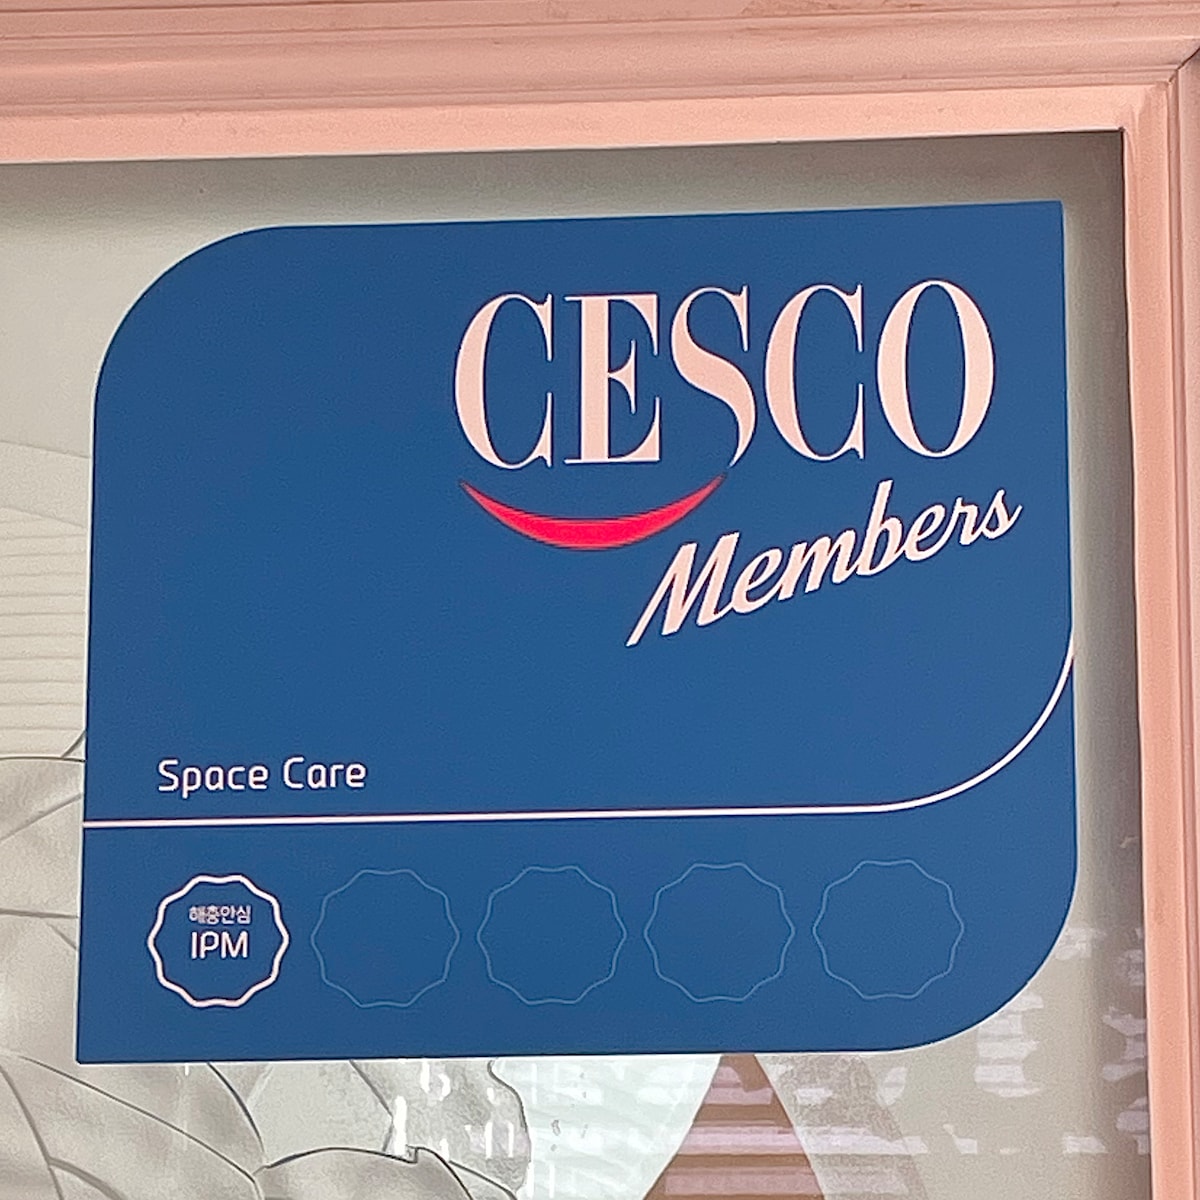 CESCO
Members
Space Care
해충안심
IPM